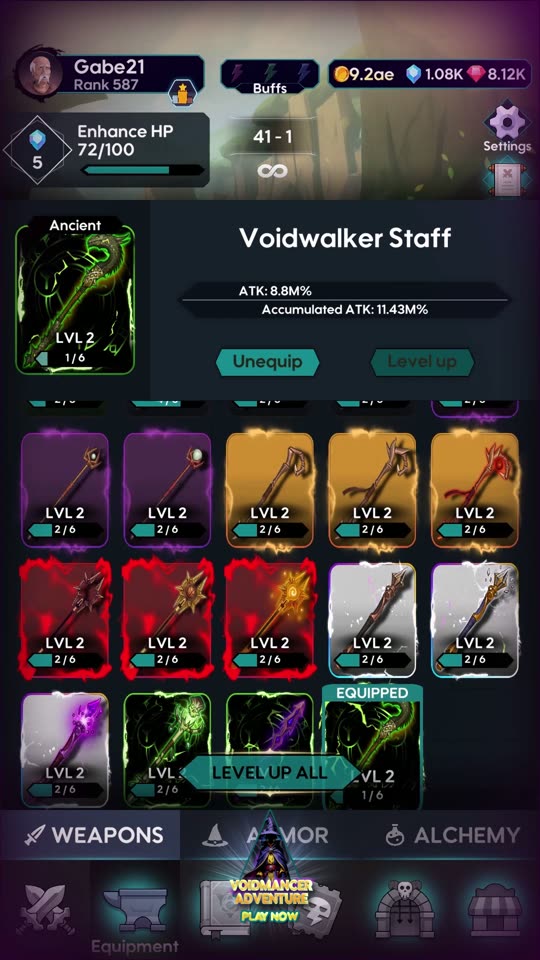 Gabe21
Rank 587
Buffs
9.2ae
1.08K
8.12K
5
Enhance HP
72/100
41 - 1
Settings
Ancient
LVL 2
1/6
Voidwalker Staff
ATK: 8.8M%
Accumulated ATK: 11.43M%
Unequip
Level up
LVL 2
2/6
LVL 2
2/6
LVL 2
2/6
LVL 2
2/6
LVL 2
2/6
LVL 2
2/6
LVL 2
2/6
LVL 2
2/6
LVL 2
2/6
LVL 2
2/6
EQUIPPED
LVL 2
2/6
LVL 2
LEVEL UP ALL
WEAPONS
ALCHEMY
VOIDMANCER
ADVENTURE
PLAY NOW
Equipment